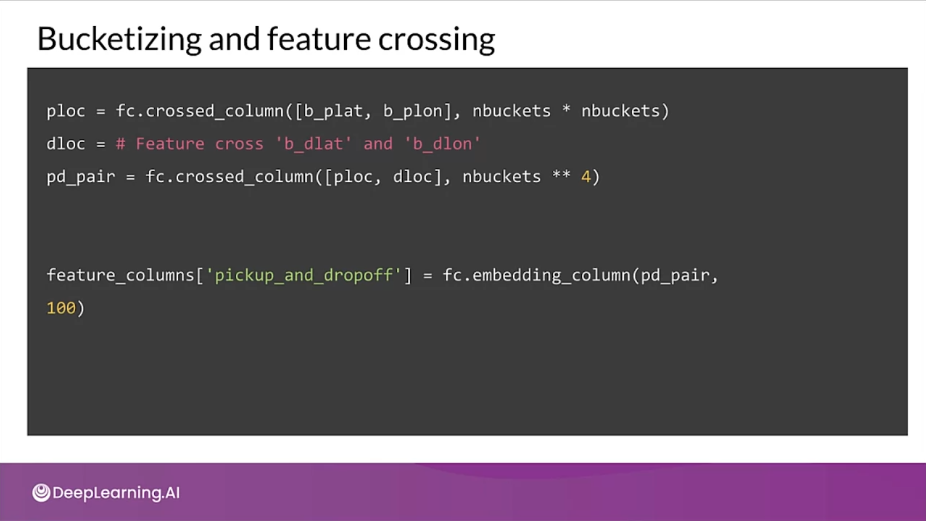 Bucketizing and feature crossing
ploc = fc.crossed_column([b_plat, b_plon], nbuckets * nbuckets)
dloc = # Feature cross 'b_dlat' and 'b_dlon'
pd_pair = fc.crossed_column([ploc, dloc], nbuckets ** 4)
feature_columns['pickup_and_dropoff'] = fc.embedding_column(pd_pair,
100)
DeepLearning.AI